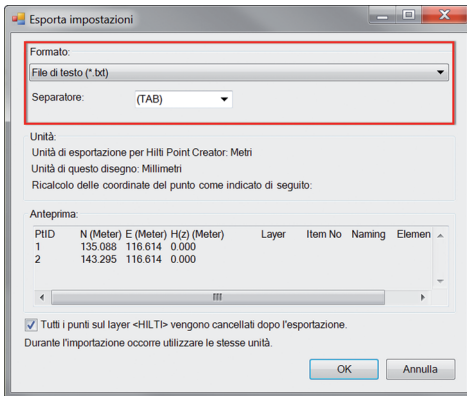 Esporta impostazioni
Formato:
File di testo (*.txt)
Separatore: (TAB)
Unità:
Unità di esportazione per Hilti Point Creator: Metri
Unità di questo disegno: Millimetri
Ricalcolo delle coordinate del punto come indicato di seguito:
Anteprima:
PtID N (Meter) E (Meter) H(z) (Meter) Layer Item No Naming Elemen
1 135.088 116.614 0.000
2 143.295 116.614 0.000
Tutti i punti sul layer <HILTI> vengono cancellati dopo l'esportazione.
Durante l'importazione occorre utilizzare le stesse unità.
OK Annulla